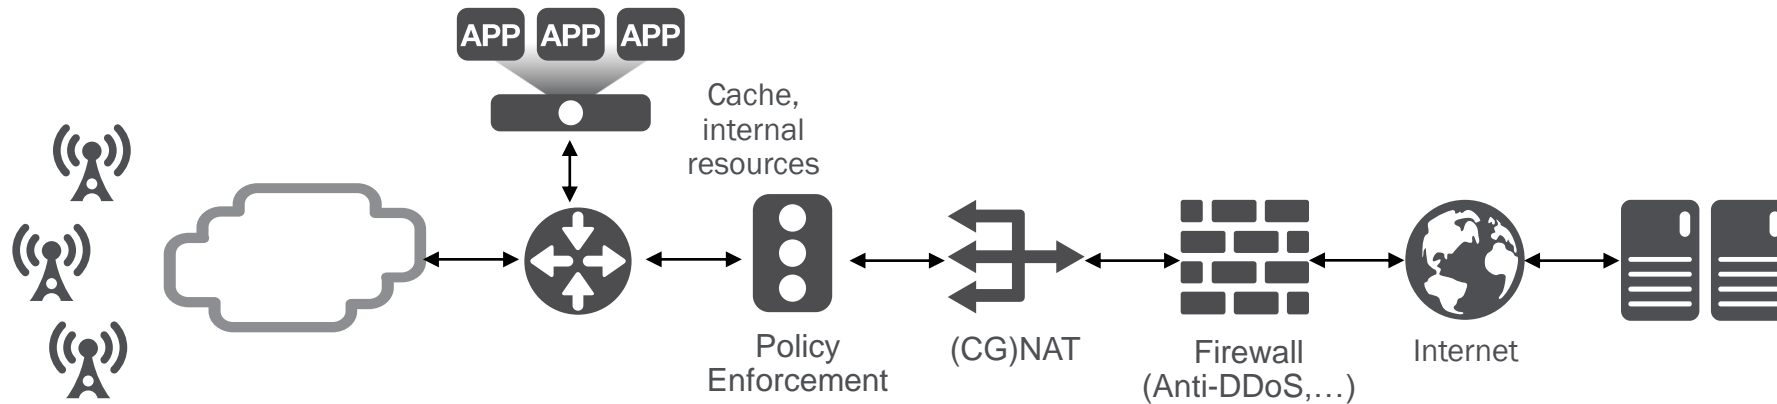 APP APP APP
Cache,
internal
resources
Policy
Enforcement
(CG)NAT
Firewall
(Anti-DDoS,…)
Internet